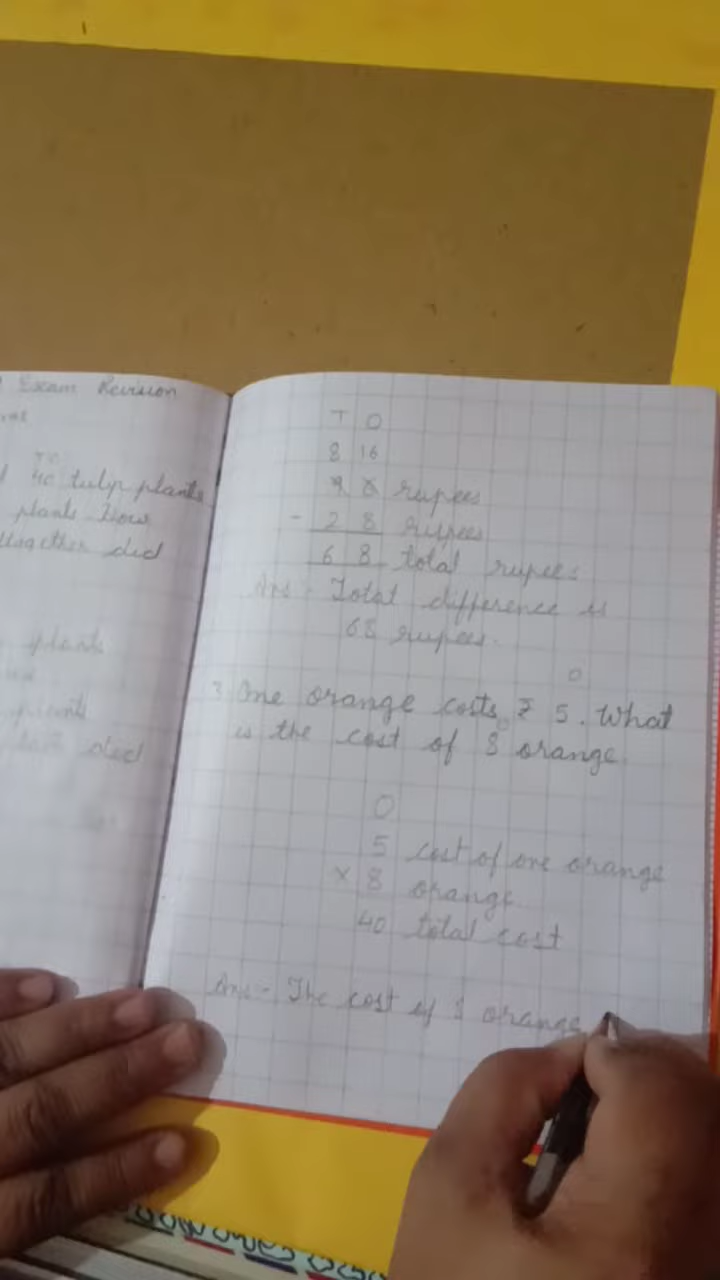 Exam Revision
40 tulip plants
plants. How
altogether did
plants
plants
did
T O
8 16
9 6 rupees
- 2 8 rupees
6 8 total rupees
Ans - Total difference is
68 rupees.
O
3. One orange costs ₹ 5. What
is the cost of 8 orange.
O
5 cost of one orange
× 8 orange
40 total cost
Ans - The cost of 8 orange